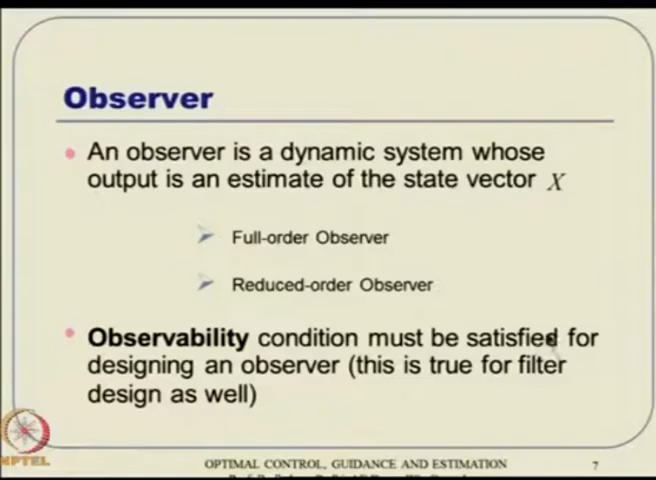 Observer
An observer is a dynamic system whose
output is an estimate of the state vector X
Full-order Observer
Reduced-order Observer
Observability condition must be satisfied for
designing an observer (this is true for filter
design as well)
NPTEL
OPTIMAL CONTROL, GUIDANCE AND ESTIMATION
7